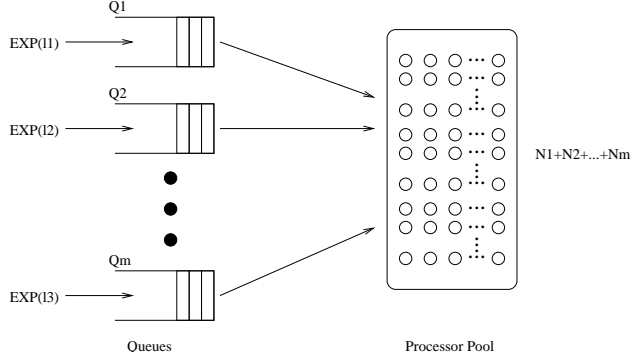 Q1
EXP(l1)
Q2
EXP(l2)
Qm
EXP(l3)
N1+N2+...+Nm
Queues
Processor Pool